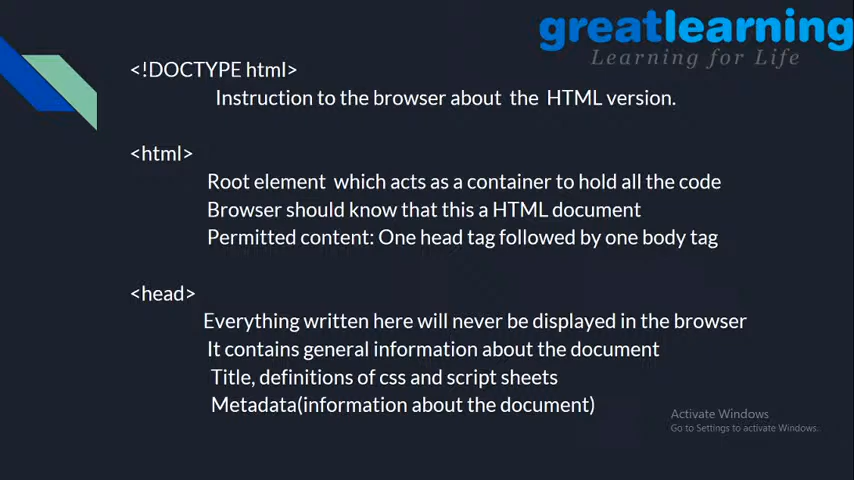 greatlearning
Learning for Life
<!DOCTYPE html>
Instruction to the browser about the HTML version.
<html>
Root element which acts as a container to hold all the code
Browser should know that this a HTML document
Permitted content: One head tag followed by one body tag
<head>
Everything written here will never be displayed in the browser
It contains general information about the document
Title, definitions of css and script sheets
Metadata(information about the document)
Activate Windows
Go to Settings to activate Windows.